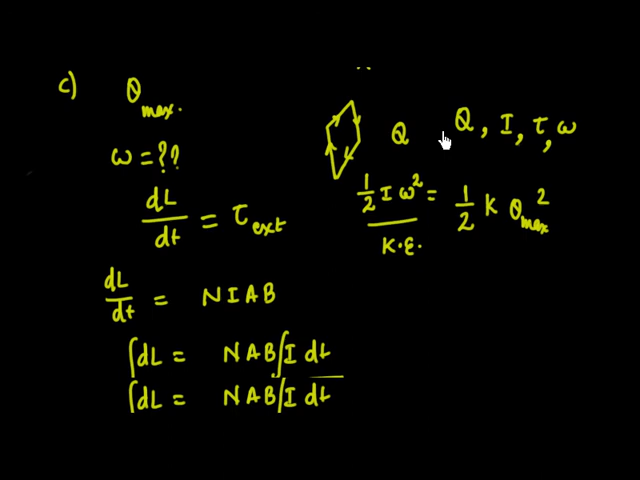 c) θmax.
ω = ??
dL/dt = τext
Q Q, I, τ, ω
1/2 I ω² = 1/2 K θmax²
K.E.
dL/dt = NIAB
∫dL = NAB∫I dt
∫dL = NAB∫I dt